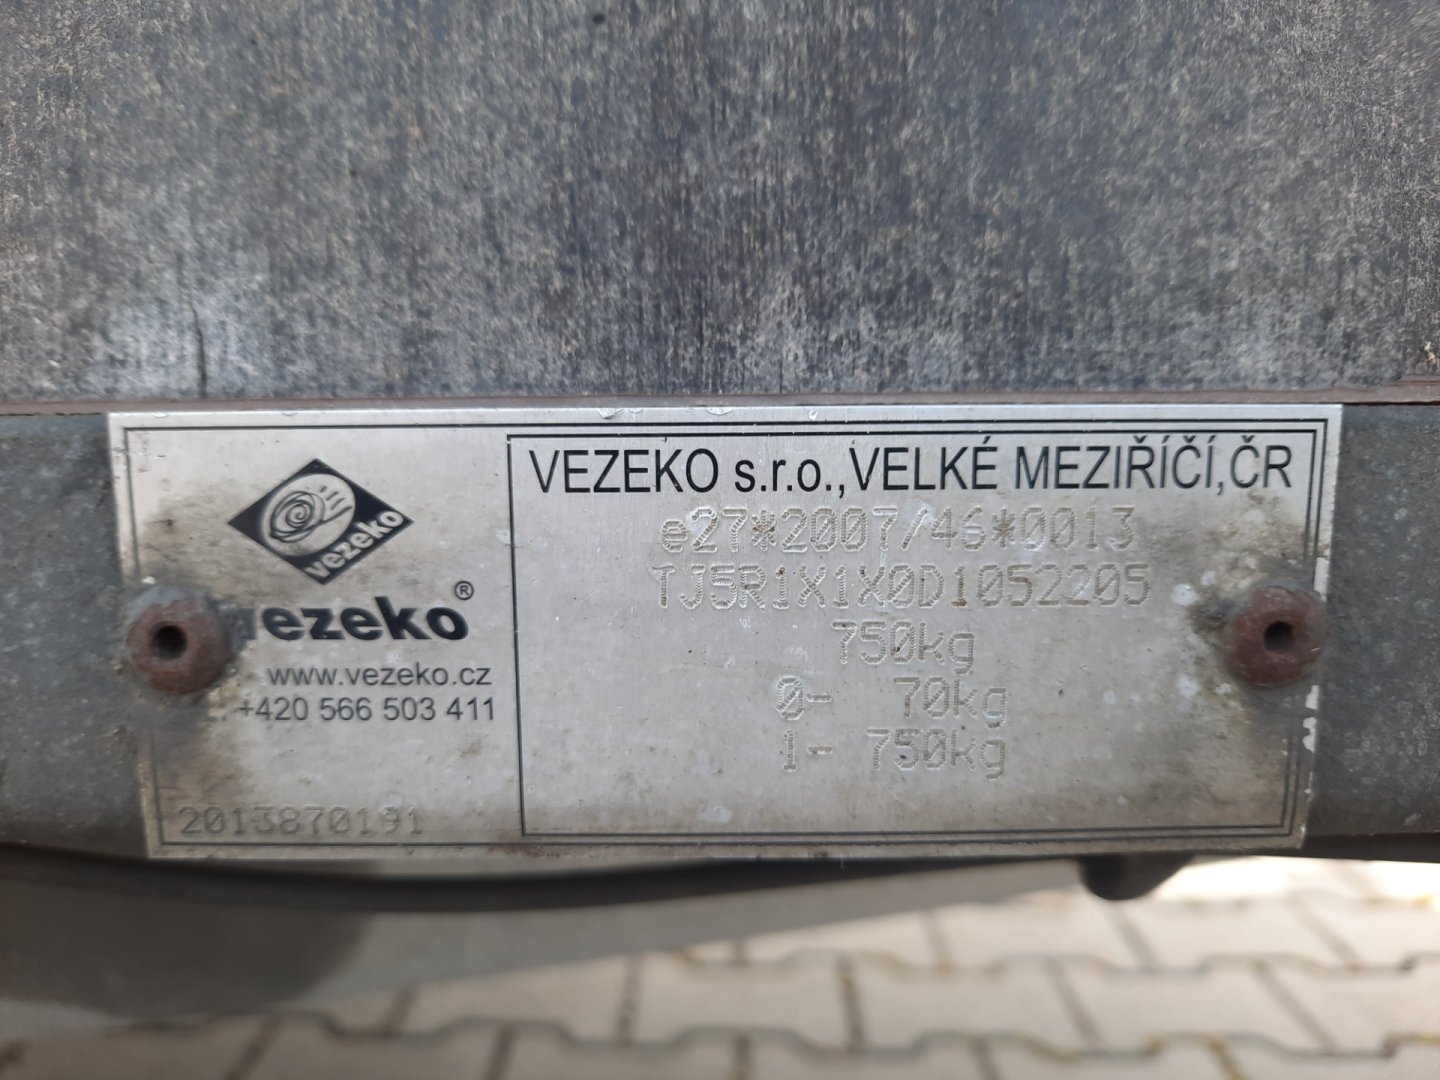 VEZEKO s.r.o.,VELKÉ MEZIŘÍČÍ,ČR
e27*2007/46*0013
TJ5R1X1X0D1052205
750kg
0- 70kg
1- 750kg
vezeko
vezeko®
www.vezeko.cz
+420 566 503 411
2013870191